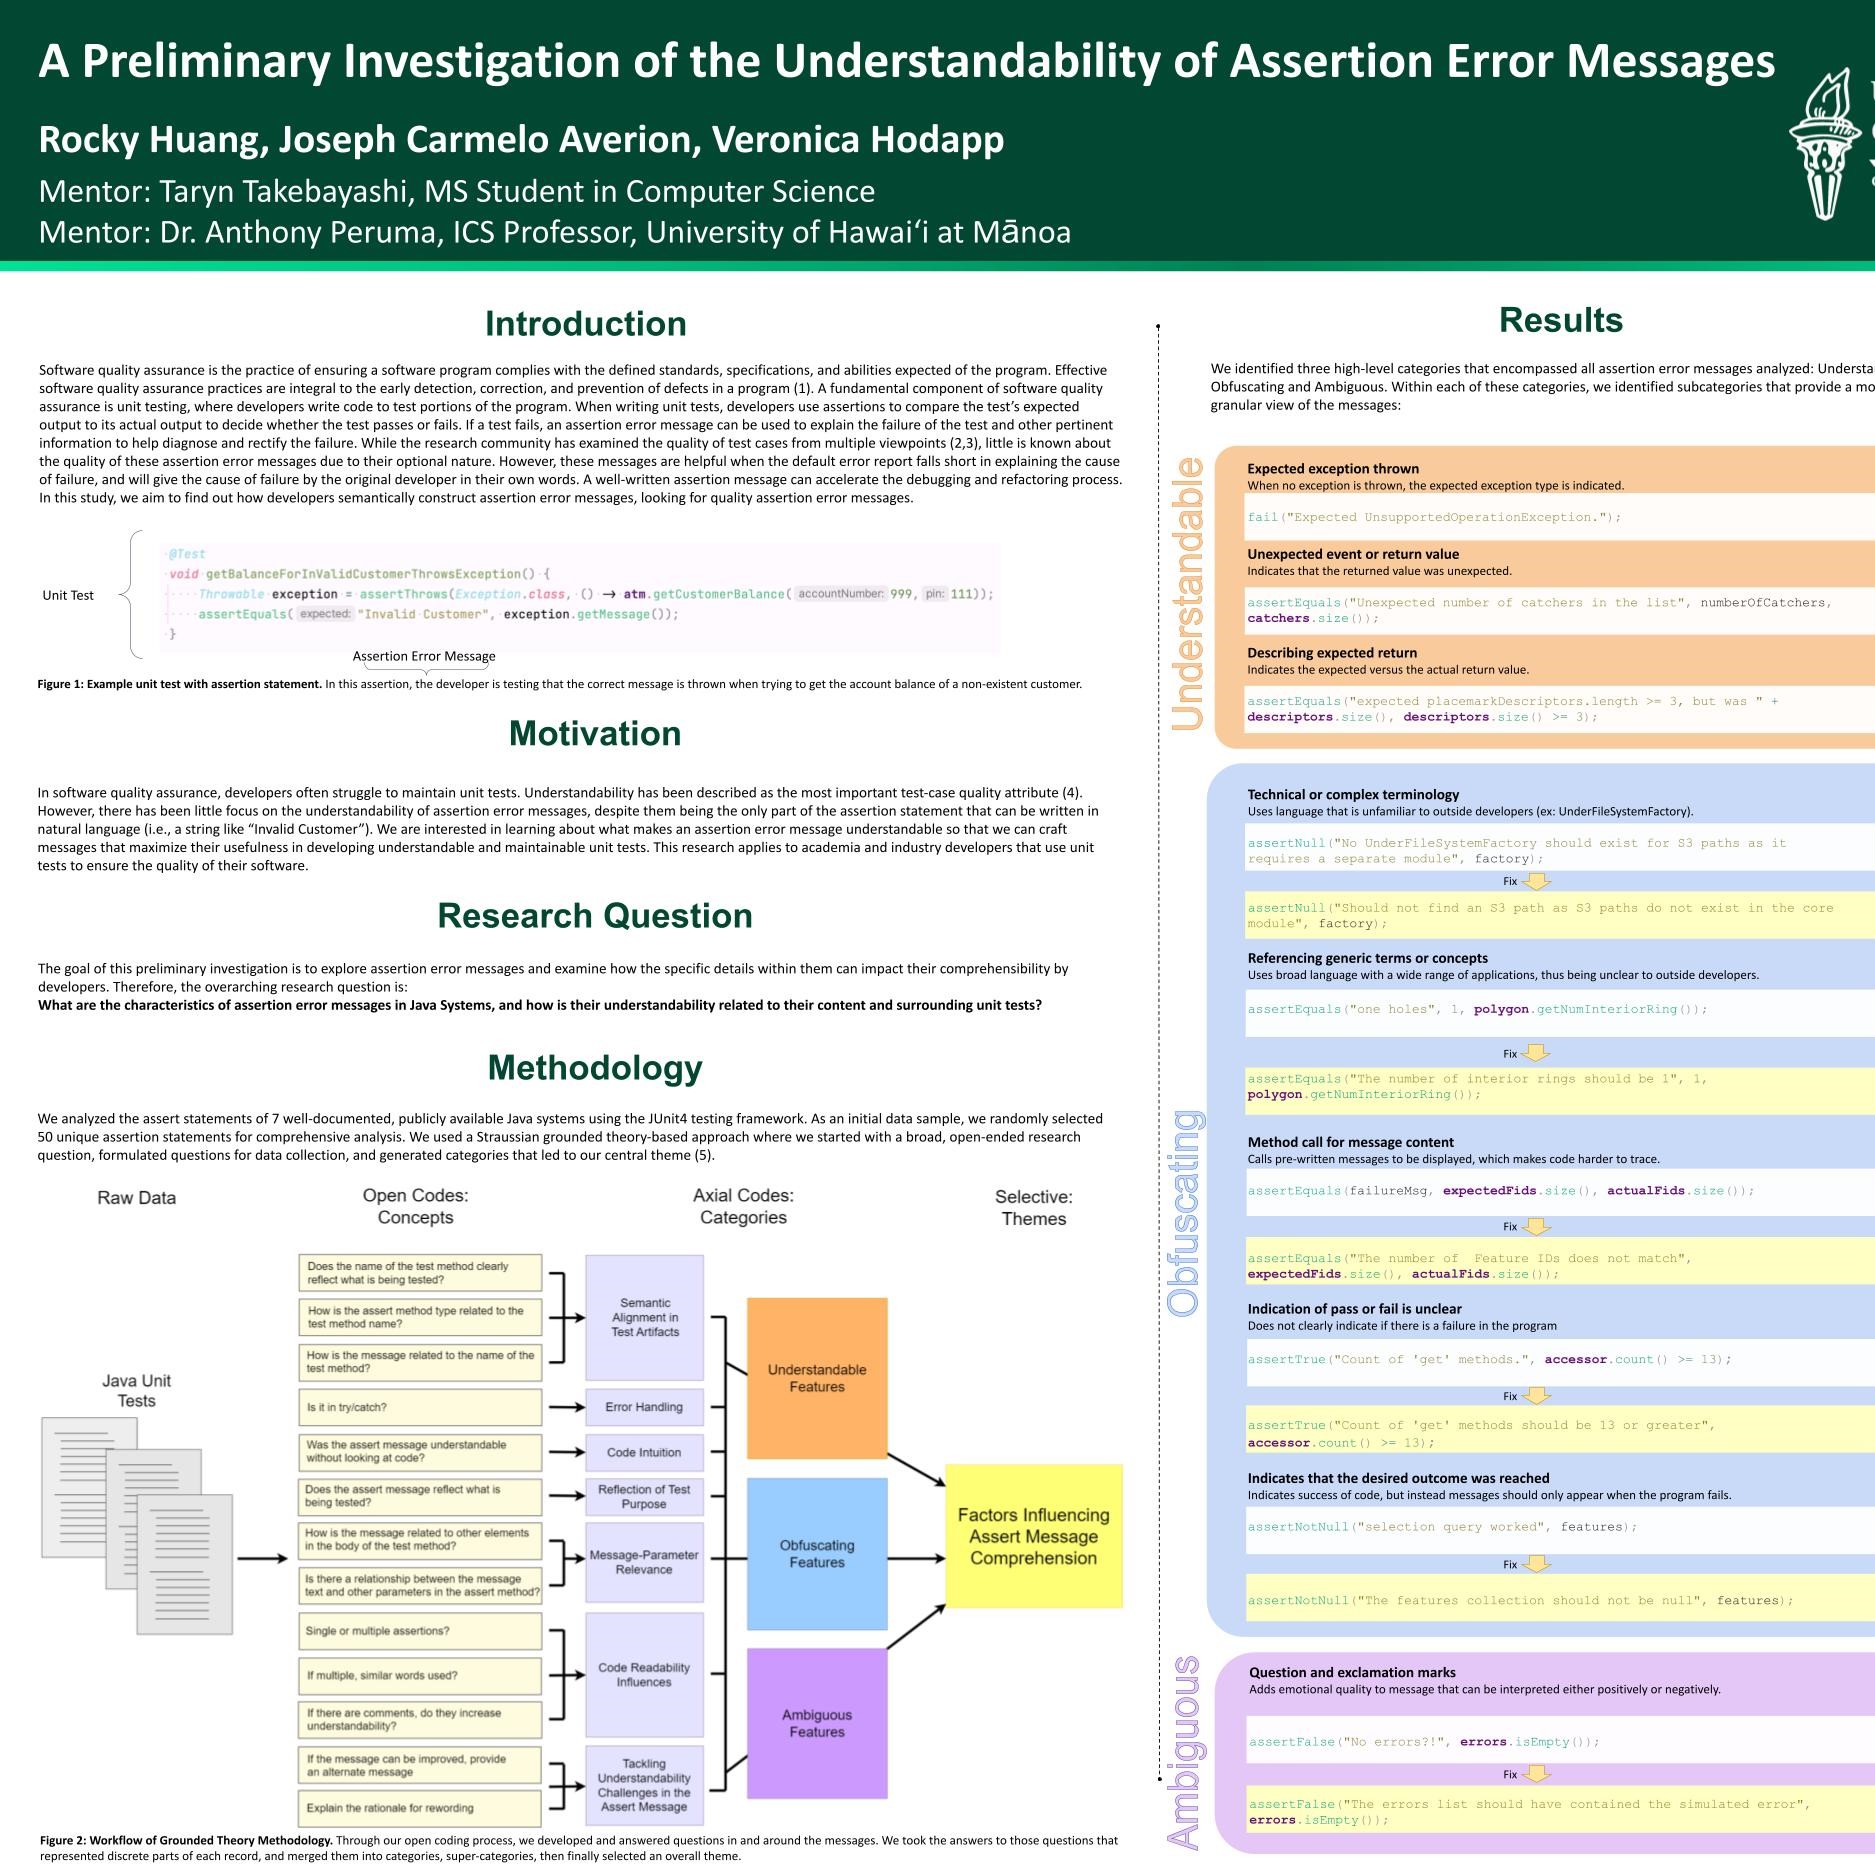 A Preliminary Investigation of the Understandability of Assertion Error Messages
Rocky Huang, Joseph Carmelo Averion, Veronica Hodapp
Mentor: Taryn Takebayashi, MS Student in Computer Science
Mentor: Dr. Anthony Peruma, ICS Professor, University of Hawaiʻi at Mānoa
Introduction
Software quality assurance is the practice of ensuring a software program complies with the defined standards, specifications, and abilities expected of the program. Effective
software quality assurance practices are integral to the early detection, correction, and prevention of defects in a program (1). A fundamental component of software quality
assurance is unit testing, where developers write code to test portions of the program. When writing unit tests, developers use assertions to compare the test's expected
output to its actual output to decide whether the test passes or fails. If a test fails, an assertion error message can be used to explain the failure of the test and other pertinent
information to help diagnose and rectify the failure. While the research community has examined the quality of test cases from multiple viewpoints (2,3), little is known about
the quality of these assertion error messages due to their optional nature. However, these messages are helpful when the default error report falls short in explaining the cause
of failure, and will give the cause of failure by the original developer in their own words. A well-written assertion message can accelerate the debugging and refactoring process.
In this study, we aim to find out how developers semantically construct assertion error messages, looking for quality assertion error messages.
Unit Test
@Test
void getBalanceForInValidCustomerThrowsException() {
Throwable exception = assertThrows(Exception.class, () → atm.getCustomerBalance( accountNumber: 999, pin: 111));
assertEquals( expected: "Invalid Customer", exception.getMessage());
}
Assertion Error Message
Figure 1: Example unit test with assertion statement. In this assertion, the developer is testing that the correct message is thrown when trying to get the account balance of a non-existent customer.
Motivation
In software quality assurance, developers often struggle to maintain unit tests. Understandability has been described as the most important test-case quality attribute (4).
However, there has been little focus on the understandability of assertion error messages, despite them being the only part of the assertion statement that can be written in
natural language (i.e., a string like “Invalid Customer”). We are interested in learning about what makes an assertion error message understandable so that we can craft
messages that maximize their usefulness in developing understandable and maintainable unit tests. This research applies to academia and industry developers that use unit
tests to ensure the quality of their software.
Research Question
The goal of this preliminary investigation is to explore assertion error messages and examine how the specific details within them can impact their comprehensibility by
developers. Therefore, the overarching research question is:
What are the characteristics of assertion error messages in Java Systems, and how is their understandability related to their content and surrounding unit tests?
Methodology
We analyzed the assert statements of 7 well-documented, publicly available Java systems using the JUnit4 testing framework. As an initial data sample, we randomly selected
50 unique assertion statements for comprehensive analysis. We used a Straussian grounded theory-based approach where we started with a broad, open-ended research
question, formulated questions for data collection, and generated categories that led to our central theme (5).
Raw Data
Open Codes:
Concepts
Axial Codes:
Categories
Selective:
Themes
Java Unit
Tests
Does the name of the test method clearly
reflect what is being tested?
How is the assert method type related to the
test method name?
How is the message related to the name of the
test method?
Is it in try/catch?
Was the assert message understandable
without looking at code?
Does the assert message reflect what is
being tested?
How is the message related to other elements
in the body of the test method?
Is there a relationship between the message
text and other parameters in the assert method?
Single or multiple assertions?
If multiple, similar words used?
If there are comments, do they increase
understandability?
If the message can be improved, provide
an alternate message
Explain the rationale for rewording
Semantic
Alignment in
Test Artifacts
Error Handling
Code Intuition
Reflection of Test
Purpose
Message-Parameter
Relevance
Code Readability
Influences
Tackling
Understandability
Challenges in the
Assert Message
Understandable
Features
Obfuscating
Features
Ambiguous
Features
Factors Influencing
Assert Message
Comprehension
Figure 2: Workflow of Grounded Theory Methodology. Through our open coding process, we developed and answered questions in and around the messages. We took the answers to those questions that
represented discrete parts of each record, and merged them into categories, super-categories, then finally selected an overall theme.
Results
We identified three high-level categories that encompassed all assertion error messages analyzed:
Obfuscating and Ambiguous. Within each of these categories, we identified subcategories that provide a
granular view of the messages:
Understandable
Expected exception thrown
When no exception is thrown, the expected exception type is indicated.
fail("Expected UnsupportedOperationException.");
Unexpected event or return value
Indicates that the returned value was unexpected.
assertEquals("Unexpected number of catchers in the list", numberOfCatchers,
catchers.size());
Describing expected return
Indicates the expected versus the actual return value.
assertEquals("expected placemarkDescriptors.length >= 3, but was " +
descriptors.size(), descriptors.size() >= 3);
Obfuscating
Technical or complex terminology
Uses language that is unfamiliar to outside developers (ex: UnderFileSystemFactory).
assertNull("No UnderFileSystemFactory should exist for S3 paths as it
requires a separate module", factory);
Fix
assertNull("Should not find an S3 path as S3 paths do not exist in the core
module", factory);
Referencing generic terms or concepts
Uses broad language with a wide range of applications, thus being unclear to outside developers.
assertEquals("one holes", 1, polygon.getNumInteriorRing());
Fix
assertEquals("The number of interior rings should be 1", 1,
polygon.getNumInteriorRing());
Method call for message content
Calls pre-written messages to be displayed, which makes code harder to trace.
assertEquals(failureMsg, expectedFids.size(), actualFids.size());
Fix
assertEquals("The number of  Feature IDs does not match",
expectedFids.size(), actualFids.size());
Indication of pass or fail is unclear
Does not clearly indicate if there is a failure in the program
assertTrue("Count of 'get' methods.", accessor.count() >= 13);
Fix
assertTrue("Count of 'get' methods should be 13 or greater",
accessor.count() >= 13);
Indicates that the desired outcome was reached
Indicates success of code, but instead messages should only appear when the program fails.
assertNotNull("selection query worked", features);
Fix
assertNotNull("The features collection should not be null", features);
Ambiguous
Question and exclamation marks
Adds emotional quality to message that can be interpreted either positively or negatively.
assertFalse("No errors?!", errors.isEmpty());
Fix
assertFalse("The errors list should have contained the simulated error",
errors.isEmpty());